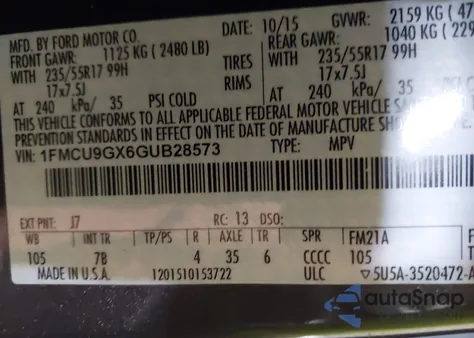 MFD. BY FORD MOTOR CO. DATE: 10/15 GVWR: 2159 KG (47
FRONT GAWR: 1125 KG (2480 LB) REAR GAWR: 1040 KG (229
WITH 235/55R17 99H TIRES WITH 235/55R17 99H
17x7.5J RIMS 17x7.5J
AT 240 kPa/ 35 PSI COLD AT 240 kPa/ 35
THIS VEHICLE CONFORMS TO ALL APPLICABLE FEDERAL MOTOR VEHICLE SAFET
PREVENTION STANDARDS IN EFFECT ON THE DATE OF MANUFACTURE SHOWN
VIN: 1FMCU9GX6GUB28573 TYPE: MPV
EXT PNT: J7 RC: 13 DSO:
WB INT TR TP/PS R AXLE TR SPR FM21A
105 7B 4 35 6 CCCC 105
MADE IN U.S.A. 1201510153722 ULC ▽5U5A-3520472-A
autoSnap